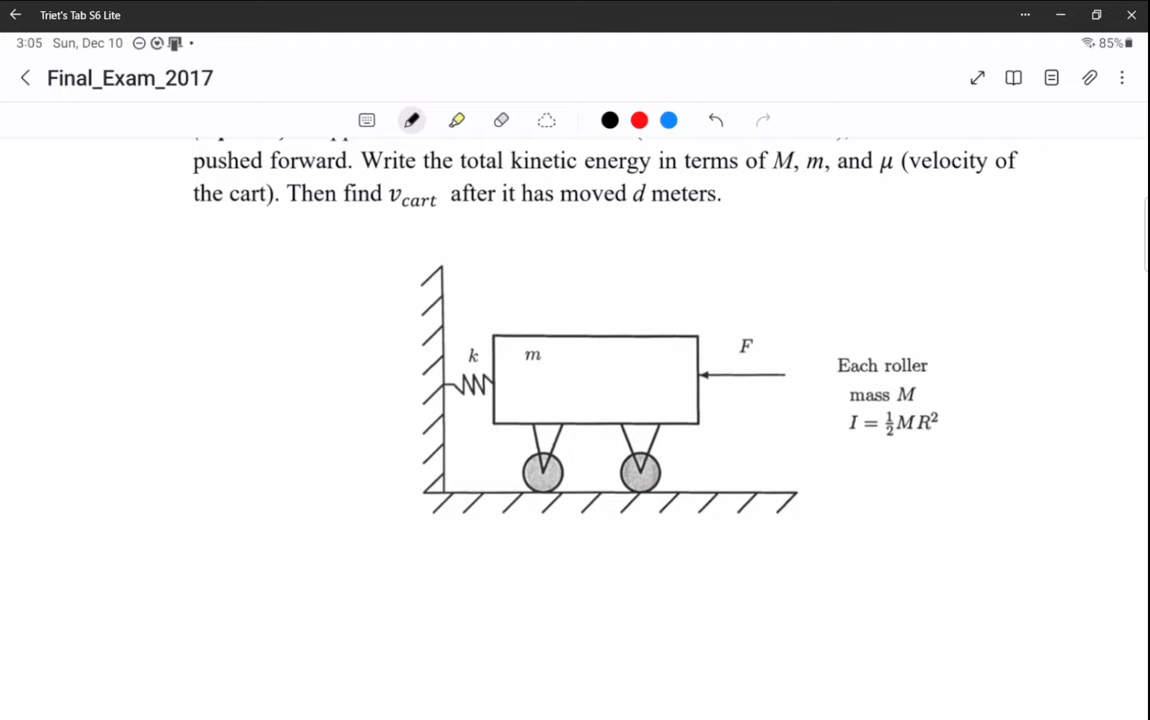 Triet's Tab S6 Lite
3:05 Sun, Dec 10
85%
Final_Exam_2017
pushed forward. Write the total kinetic energy in terms of M, m, and μ (velocity of
the cart). Then find v_cart after it has moved d meters.
k
m
F
Each roller
mass M
I = ½MR²